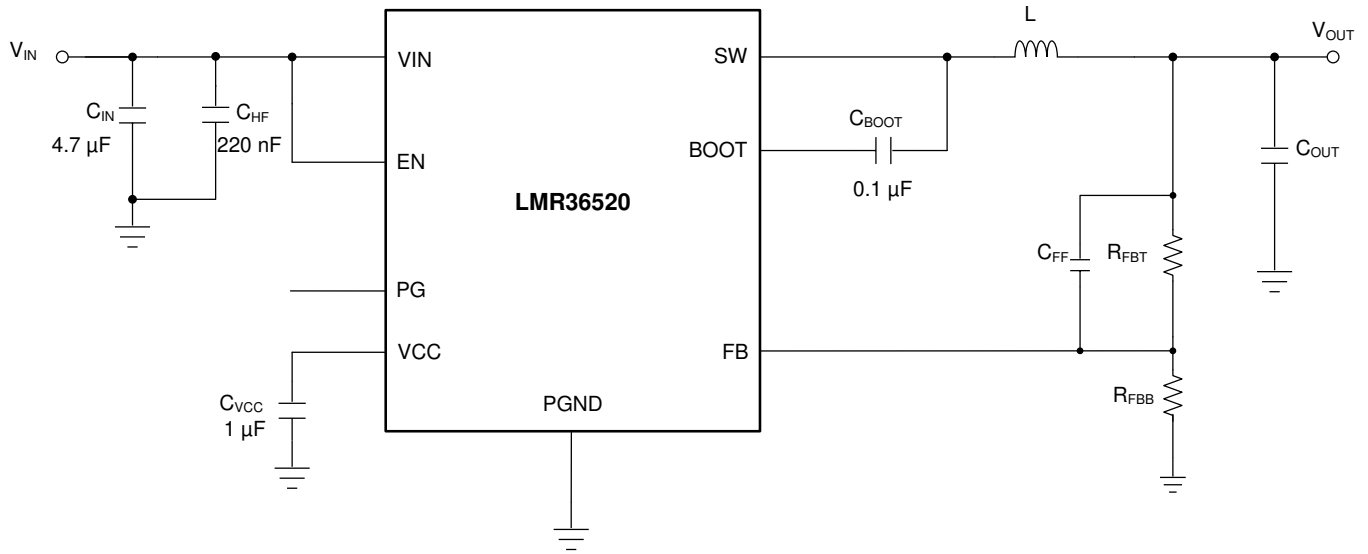 L
V_IN
VIN
SW
V_OUT
C_IN
4.7 µF
C_HF
220 nF
C_BOOT
0.1 µF
BOOT
EN
C_OUT
LMR36520
C_FF
R_FBT
PG
VCC
FB
C_VCC
1 µF
PGND
R_FBB